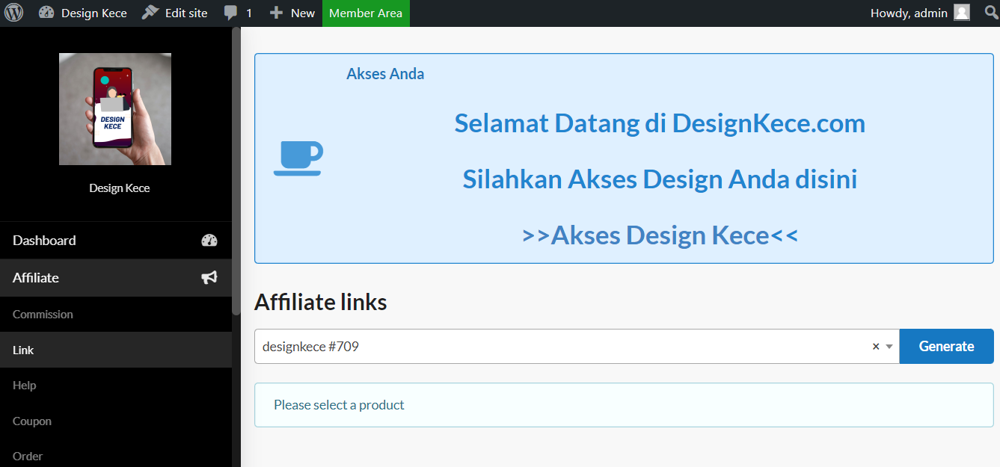 Design Kece
Edit site
1
New
Member Area
Howdy, admin
DESIGN
KECE
Design Kece
Dashboard
Affiliate
Commission
Link
Help
Coupon
Order
Akses Anda
Selamat Datang di DesignKece.com
Silahkan Akses Design Anda disini
>>Akses Design Kece<<
Affiliate links
designkece #709
×
Generate
Please select a product